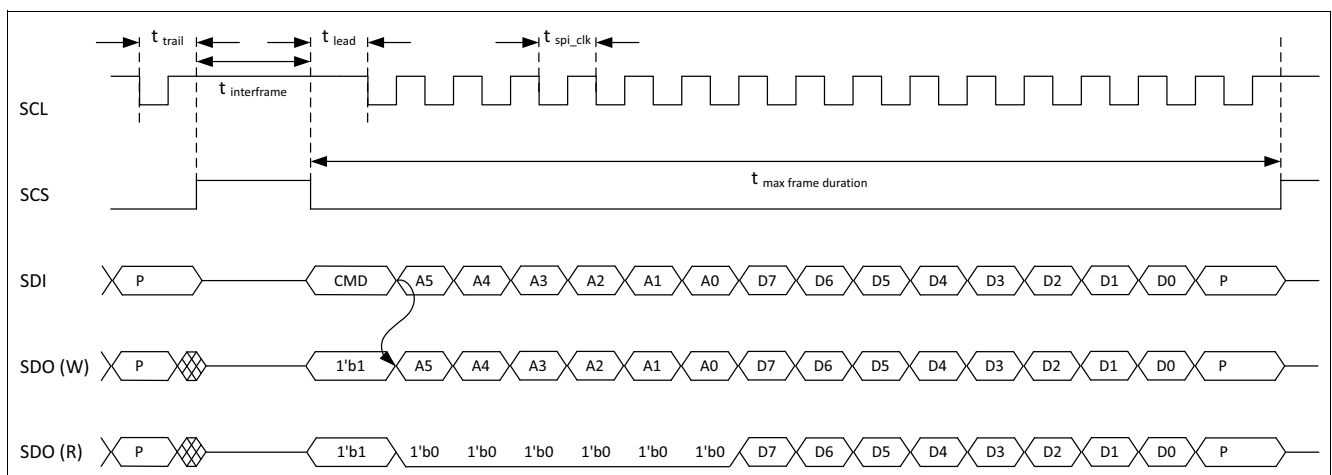 t trail
t lead
t spi_clk
t interframe
SCL
t max frame duration
SCS
SDI P CMD A5 A4 A3 A2 A1 A0 D7 D6 D5 D4 D3 D2 D1 D0 P
SDO (W) P 1'b1 A5 A4 A3 A2 A1 A0 D7 D6 D5 D4 D3 D2 D1 D0 P
SDO (R) P 1'b1 1'b0 1'b0 1'b0 1'b0 1'b0 1'b0 D7 D6 D5 D4 D3 D2 D1 D0 P